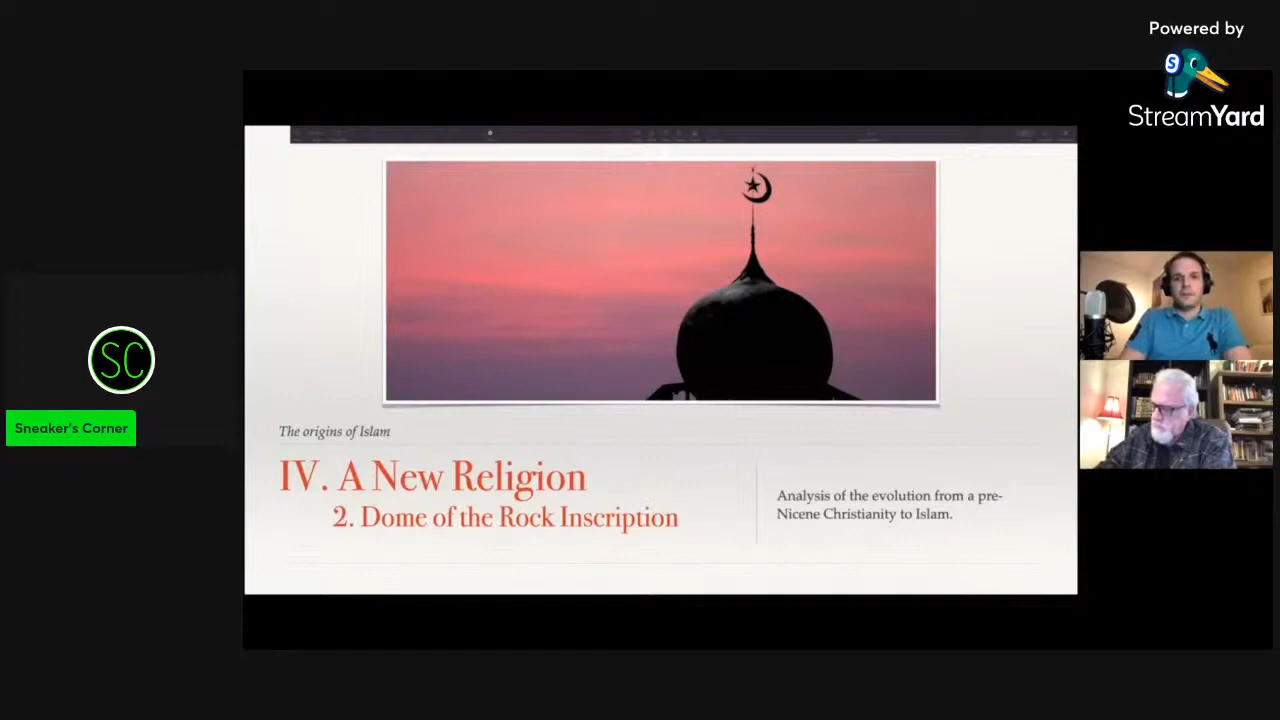 Powered by
S
StreamYard
The origins of Islam
IV. A New Religion
2. Dome of the Rock Inscription
Analysis of the evolution from a pre-
Nicene Christianity to Islam.
SC
Sneaker's Corner